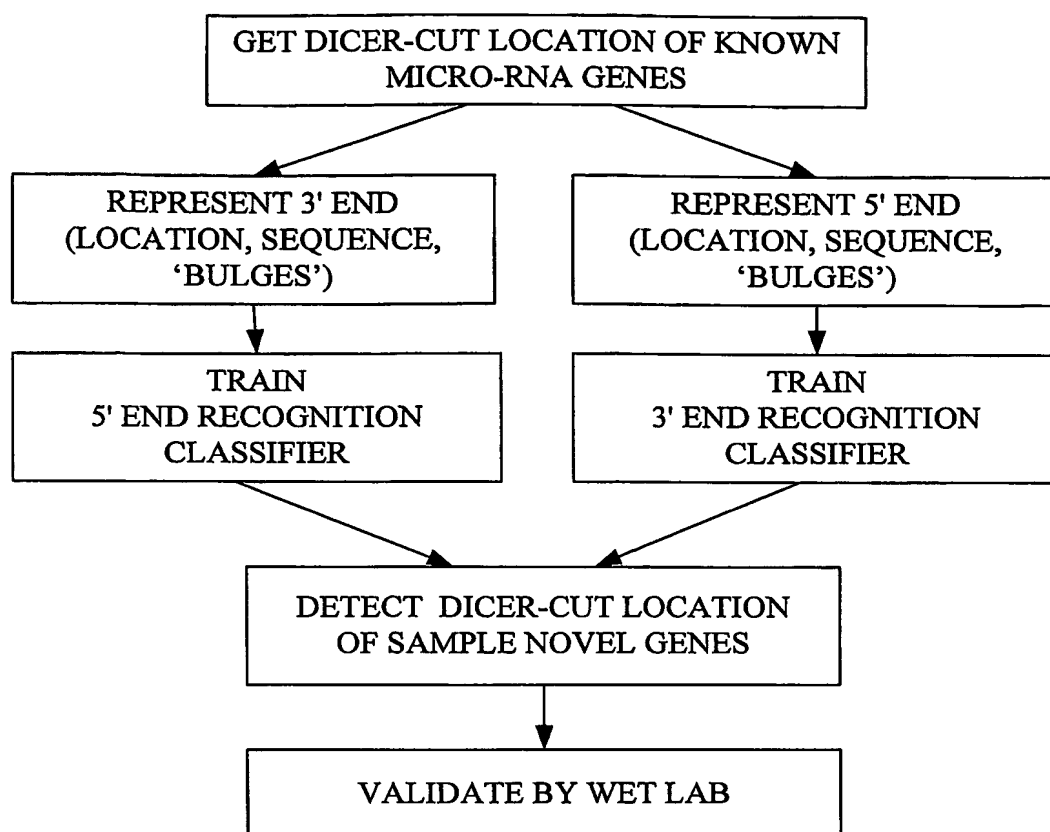 GET DICER-CUT LOCATION OF KNOWN
MICRO-RNA GENES
REPRESENT 3' END
(LOCATION, SEQUENCE,
‘BULGES’)
REPRESENT 5' END
(LOCATION, SEQUENCE,
‘BULGES’)
TRAIN
5' END RECOGNITION
CLASSIFIER
TRAIN
3' END RECOGNITION
CLASSIFIER
DETECT DICER-CUT LOCATION
OF SAMPLE NOVEL GENES
VALIDATE BY WET LAB